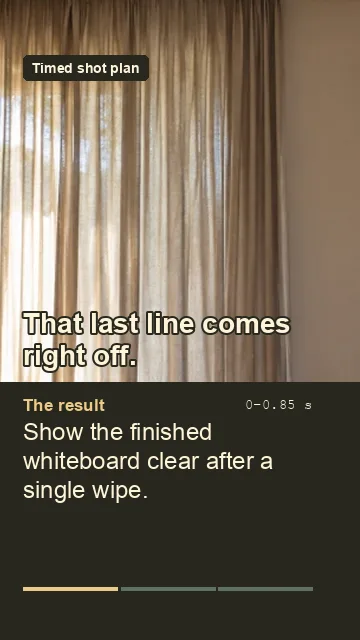 Timed shot plan
That last line comes
right off.
The result
0–0.85 s
Show the finished
whiteboard clear after a
single wipe.